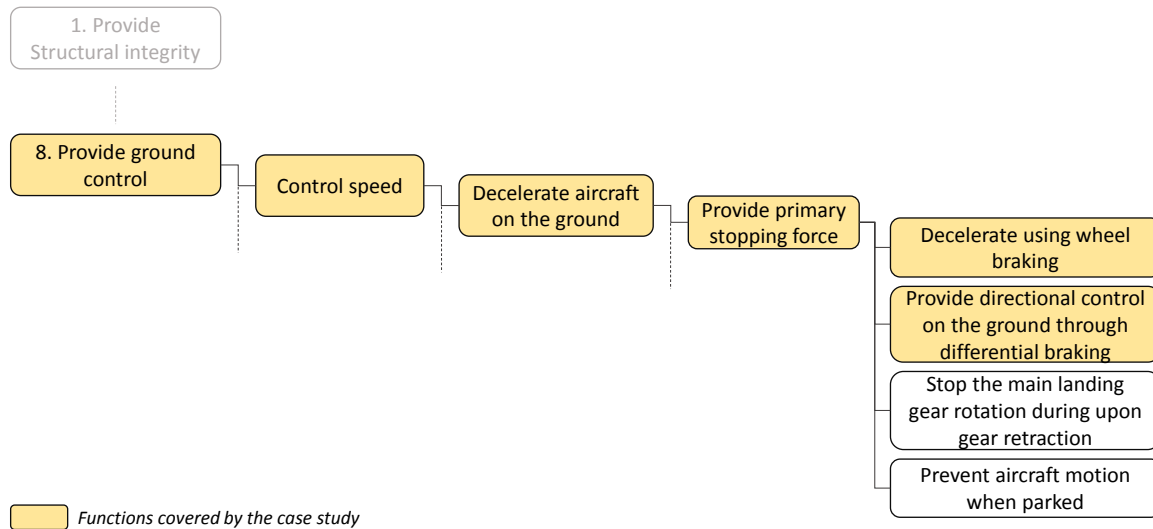 1. Provide
Structural integrity
8. Provide ground
control
Control speed
Decelerate aircraft
on the ground
Provide primary
stopping force
Decelerate using wheel
braking
Provide directional control
on the ground through
differential braking
Stop the main landing
gear rotation during upon
gear retraction
Prevent aircraft motion
when parked
Functions covered by the case study